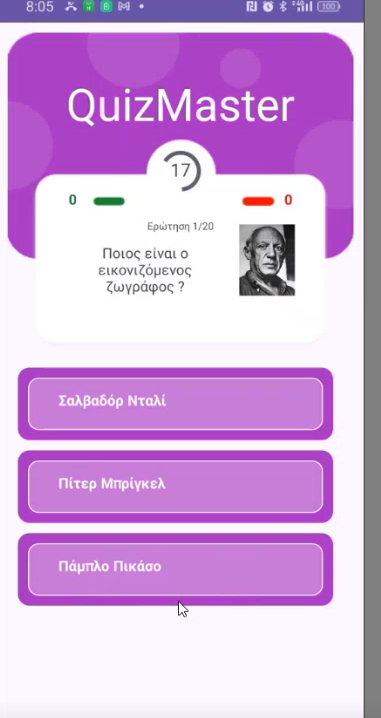 8:05
100
QuizMaster
17
0
0
Ερώτηση 1/20
Ποιος είναι ο
εικονιζόμενος
ζωγράφος ?
Σαλβαδόρ Νταλί
Πίτερ Μπρίγκελ
Πάμπλο Πικάσο